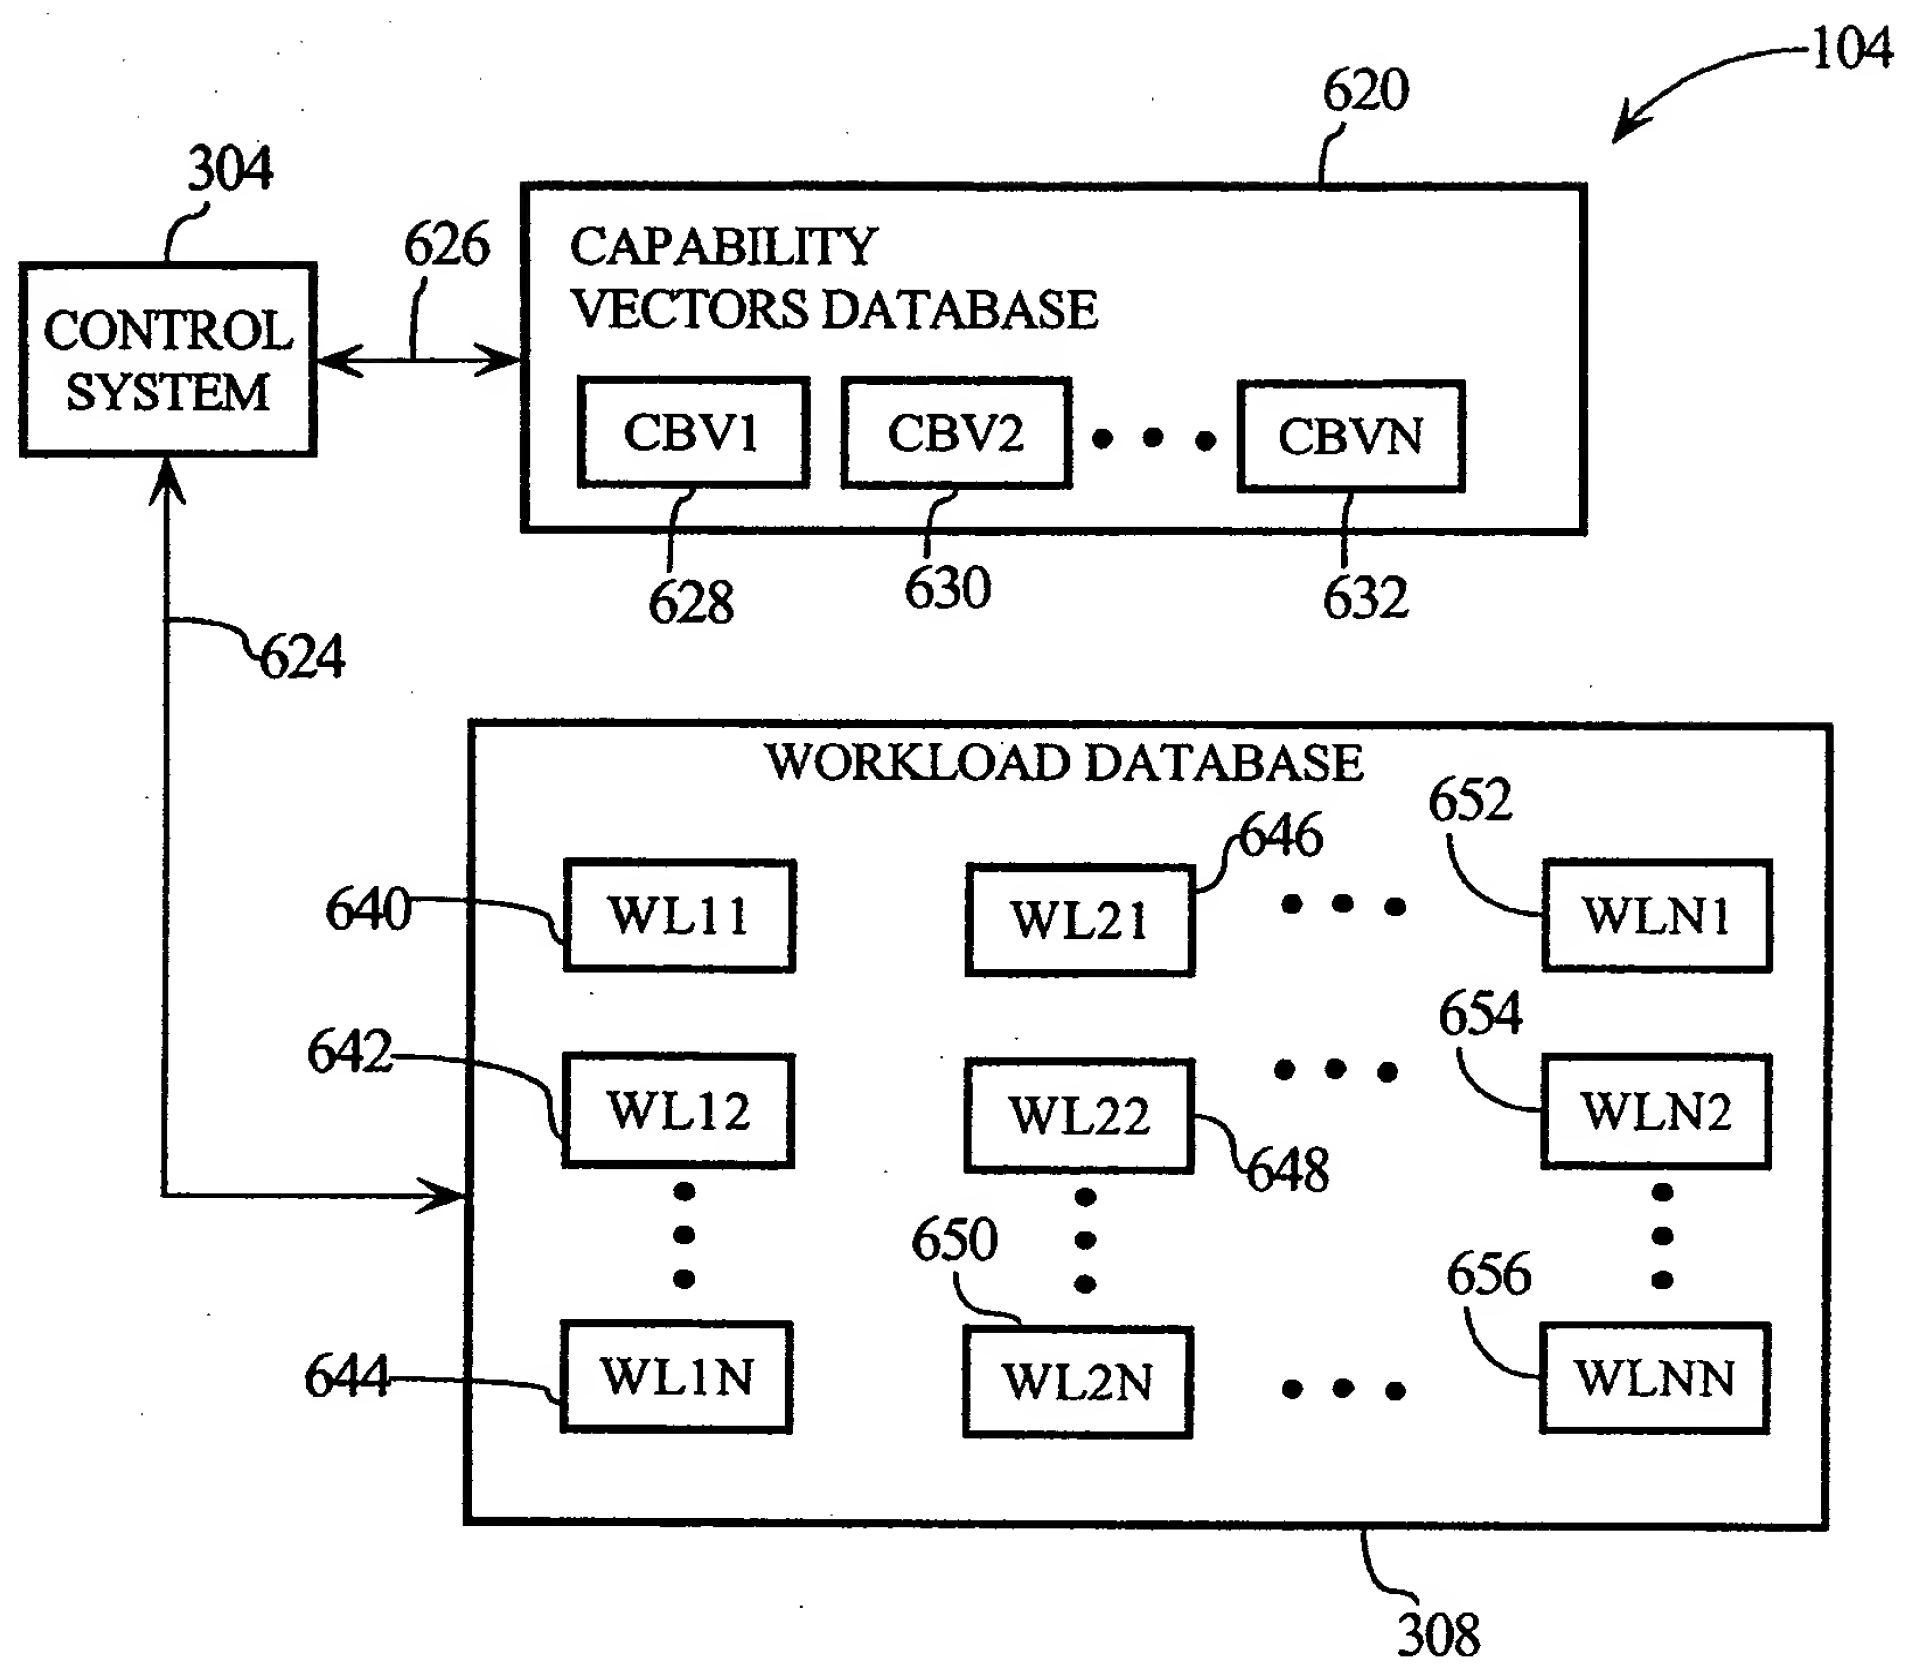 104
620
304
626
CAPABILITY
VECTORS DATABASE
CONTROL
SYSTEM
CBV1 CBV2 CBVN
628 630 632
624
WORKLOAD DATABASE
646 652
640 WL11 WL21 WLN1
654
642 WL12 WL22 WLN2
648
650 656
644 WL1N WL2N WLNN
308